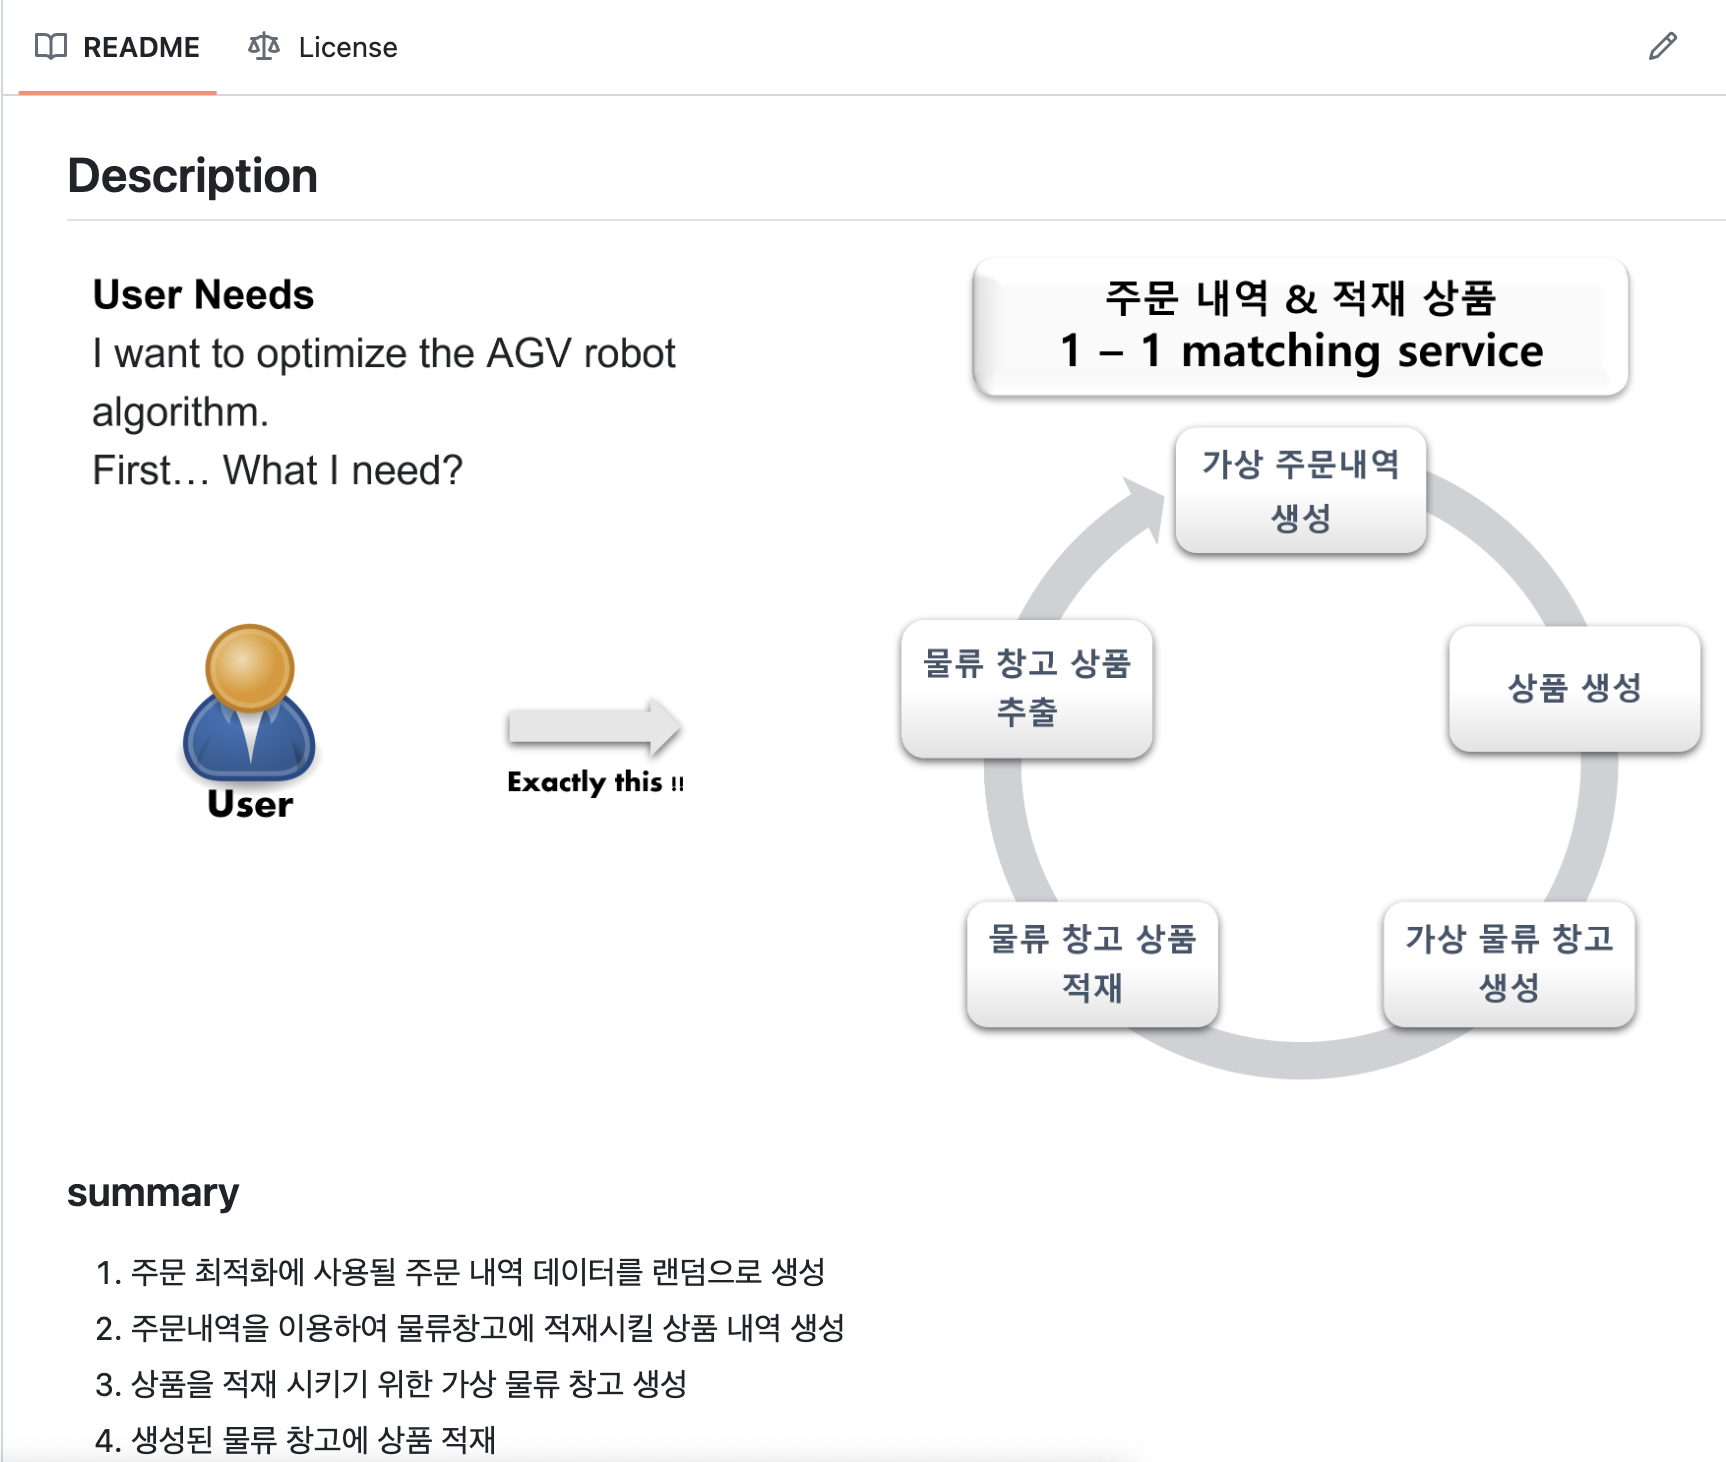 README
License
Description
User Needs
I want to optimize the AGV robot
algorithm.
First... What I need?
User
Exactly this !!
주문 내역 & 적재 상품
1 – 1 matching service
가상 주문내역
생성
상품 생성
가상 물류 창고
생성
물류 창고 상품
적재
물류 창고 상품
추출
summary
1. 주문 최적화에 사용될 주문 내역 데이터를 랜덤으로 생성
2. 주문내역을 이용하여 물류창고에 적재시킬 상품 내역 생성
3. 상품을 적재 시키기 위한 가상 물류 창고 생성
4. 생성된 물류 창고에 상품 적재